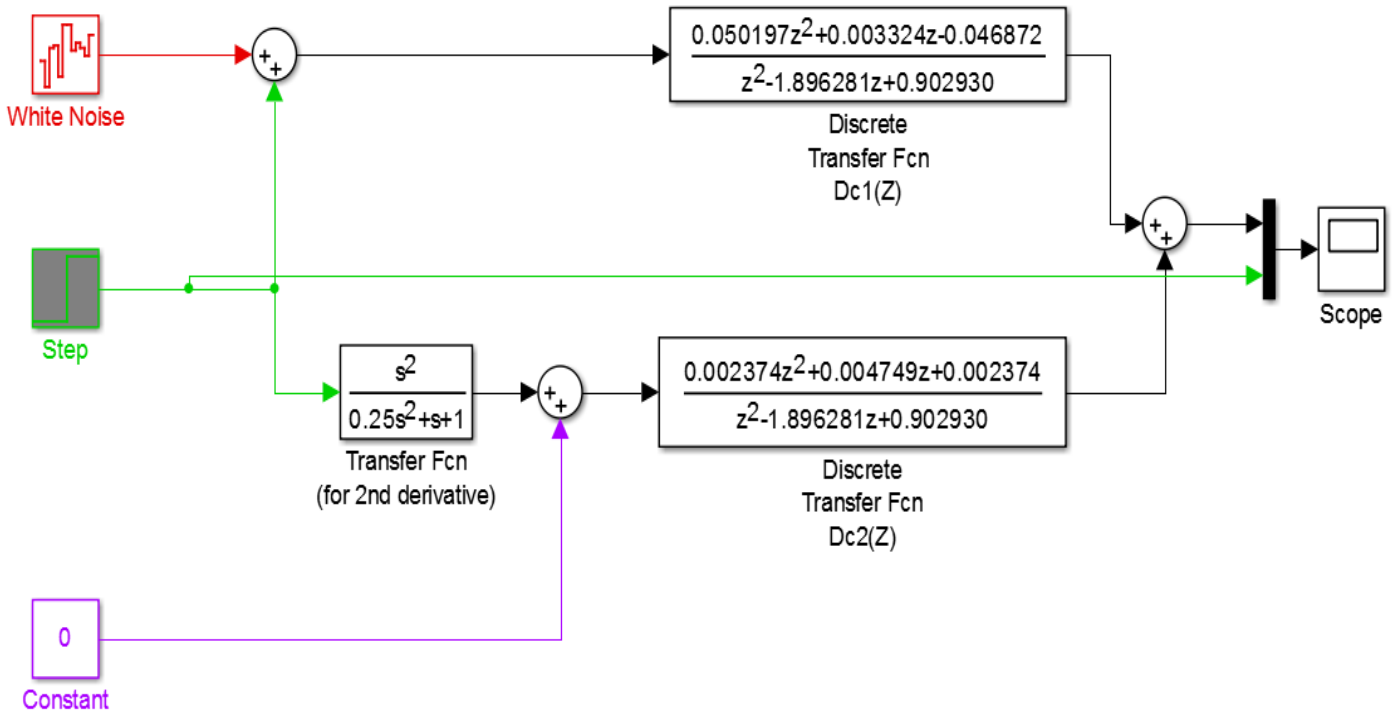 0.050197z2+0.003324z-0.046872
+
+
z2-1.896281z+0.902930
White Noise
Discrete
Transfer Fcn
Dc1(Z)
+
+
Step
Scope
s2
0.25s2+s+1
+
+
0.002374z2+0.004749z+0.002374
z2-1.896281z+0.902930
Transfer Fcn
(for 2nd derivative)
Discrete
Transfer Fcn
Dc2(Z)
0
Constant